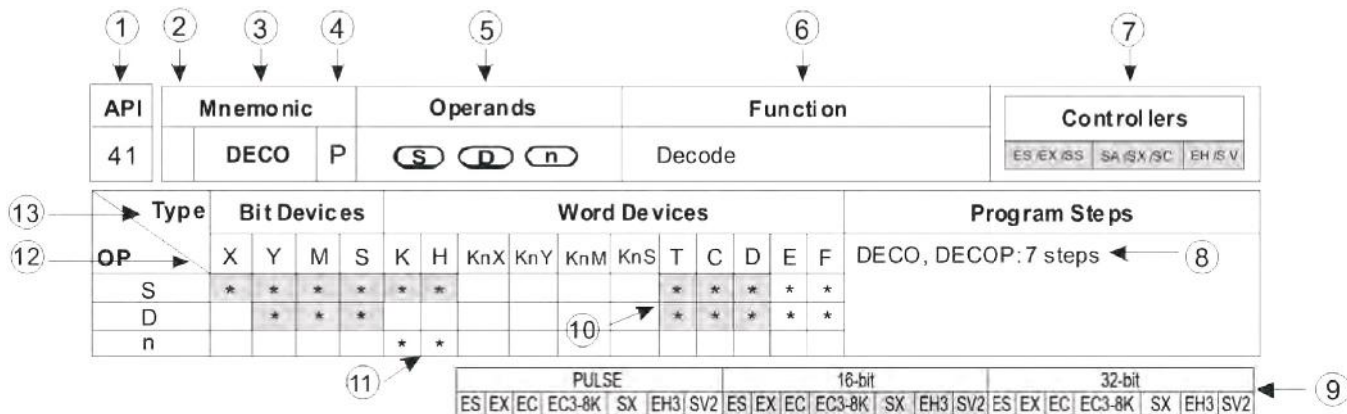 1 2 3 4 5 6 7
API Mnemonic Operands Function Controllers
41 DECO P S D n Decode ES/EX/SS SA/SX/SC EH/SV
13 Type Bit Devices Word Devices Program Steps
12 OP X Y M S K H KnX KnY KnM KnS T C D E F DECO, DECOP: 7 steps 8
S * * * * * * * * * * *
D * * * * * * * *
10
n * *
11
PULSE 16-bit 32-bit 9
ES EX EC EC3-8K SX EH3 SV2 ES EX EC EC3-8K SX EH3 SV2 ES EX EC EC3-8K SX EH3 SV2